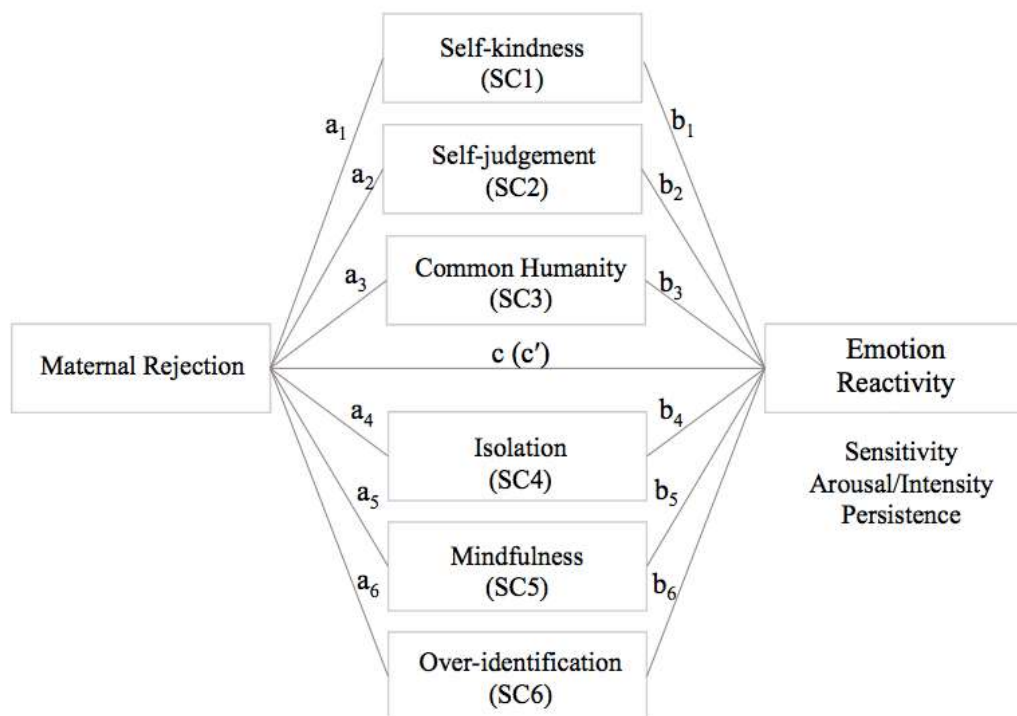 Self-kindness
(SC1)
a1
b1
Self-judgement
(SC2)
a2
b2
Common Humanity
(SC3)
a3
b3
Maternal Rejection
c (c′)
Emotion
Reactivity
a4
b4
Isolation
(SC4)
Sensitivity
Arousal/Intensity
Persistence
a5
b5
Mindfulness
(SC5)
a6
b6
Over-identification
(SC6)